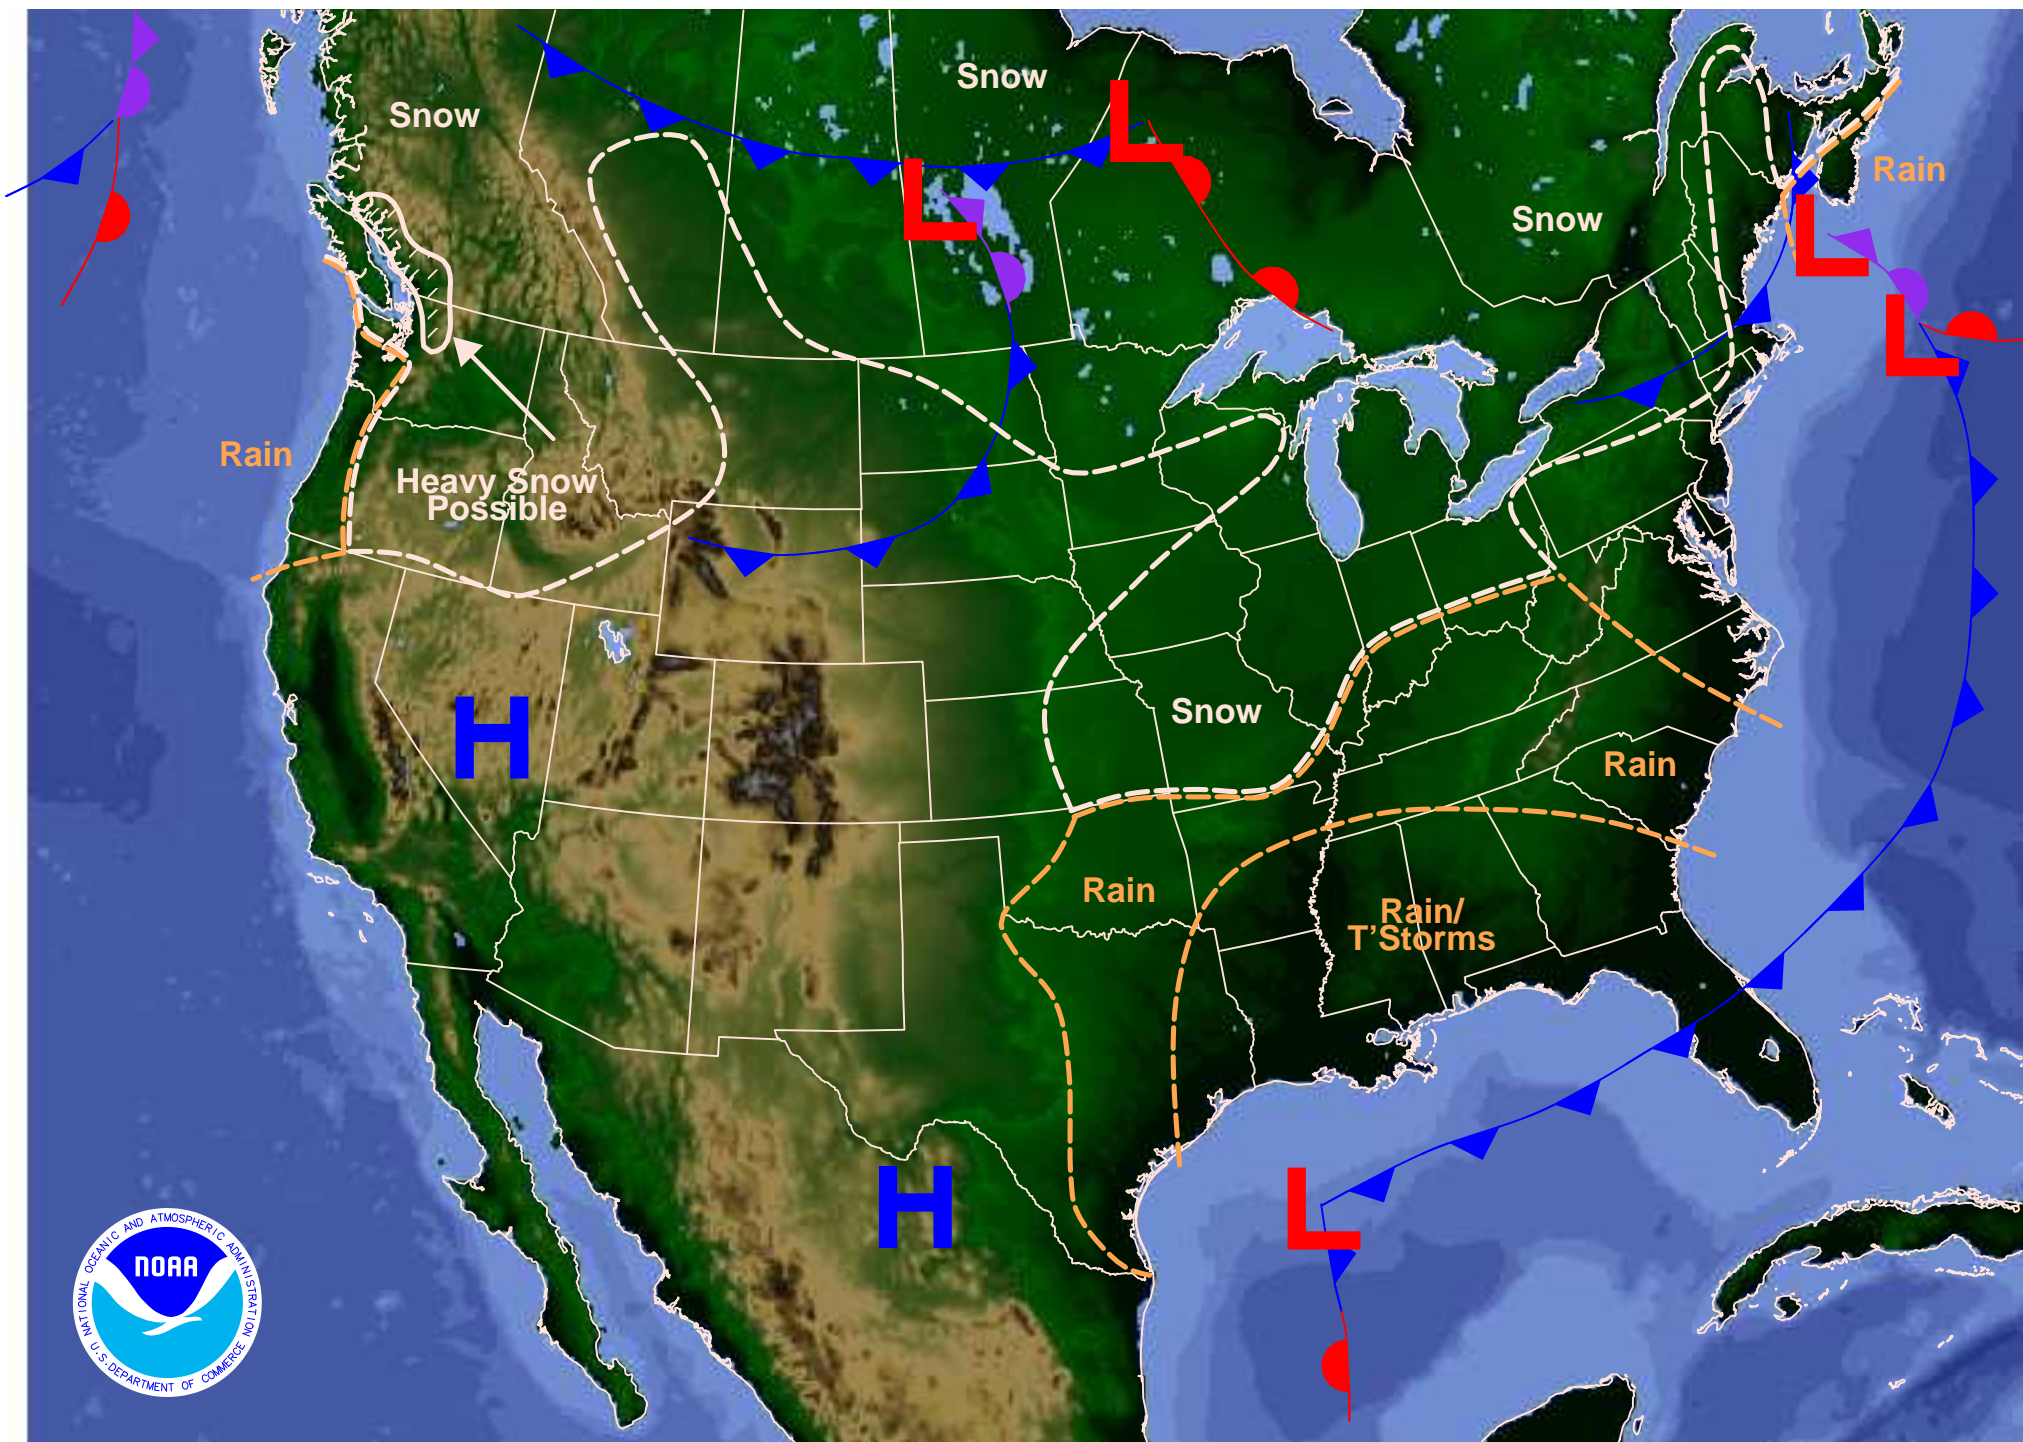 Snow
Snow
Snow
Rain
Rain
Heavy Snow
Possible
Snow
Rain
Rain
Rain/
T'Storms
L
L
L
L
L
H
H
NOAA
NATIONAL OCEANIC AND ATMOSPHERIC ADMINISTRATION
U.S. DEPARTMENT OF COMMERCE